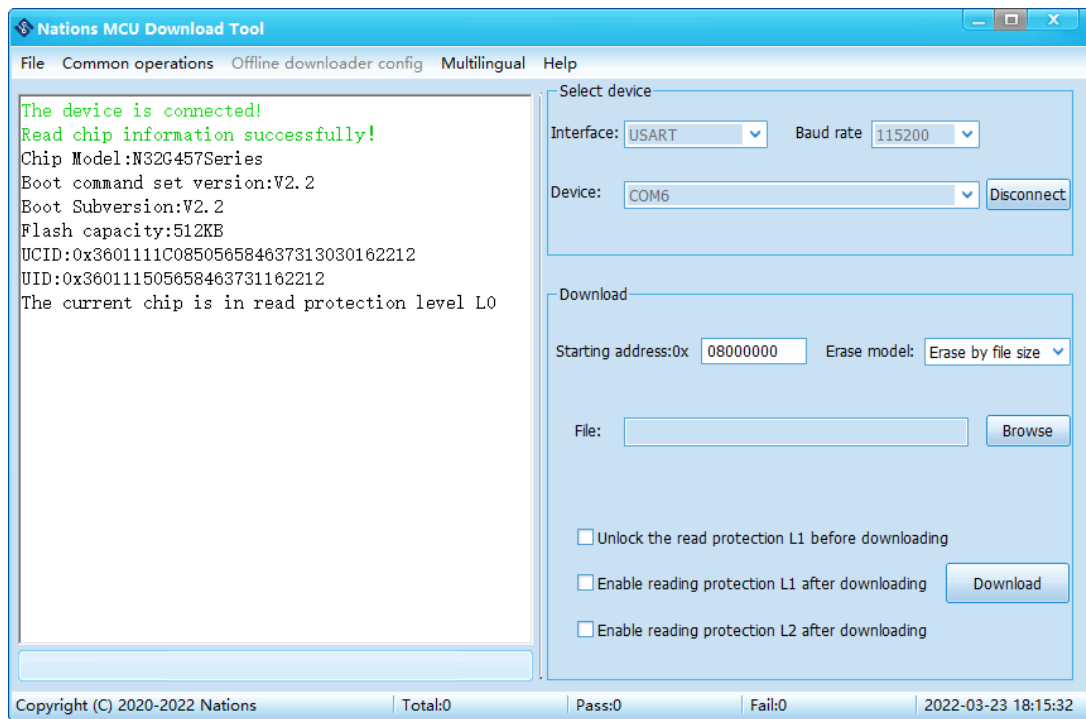 Nations MCU Download Tool
File Common operations Offline downloader config Multilingual Help
The device is connected!
Read chip information successfully!
Chip Model:N32G457Series
Boot command set version:V2.2
Boot Subversion:V2.2
Flash capacity:512KB
UCID:0x3601111C085056584637313030162212
UID:0x360111505658463731162212
The current chip is in read protection level L0
Select device
Interface: USART Baud rate 115200
Device: COM6 Disconnect
Download
Starting address:0x 08000000 Erase model: Erase by file size
File: Browse
Unlock the read protection L1 before downloading
Enable reading protection L1 after downloading Download
Enable reading protection L2 after downloading
Copyright (C) 2020-2022 Nations Total:0 Pass:0 Fail:0 2022-03-23 18:15:32